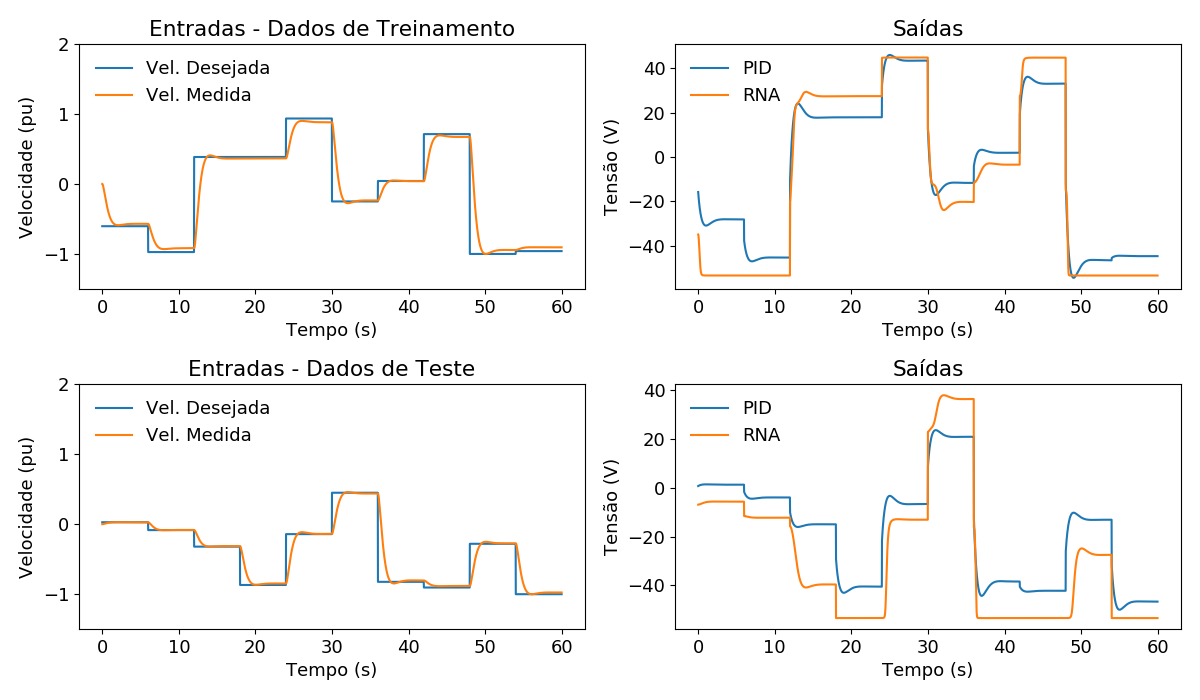 Entradas - Dados de Treinamento
2
1
0
−1
Velocidade (pu)
Vel. Desejada
Vel. Medida
0 10 20 30 40 50 60
Tempo (s)
Saídas
40
20
0
−20
−40
Tensão (V)
PID
RNA
0 10 20 30 40 50 60
Tempo (s)
Entradas - Dados de Teste
2
1
0
−1
Velocidade (pu)
Vel. Desejada
Vel. Medida
0 10 20 30 40 50 60
Tempo (s)
Saídas
40
20
0
−20
−40
Tensão (V)
PID
RNA
0 10 20 30 40 50 60
Tempo (s)